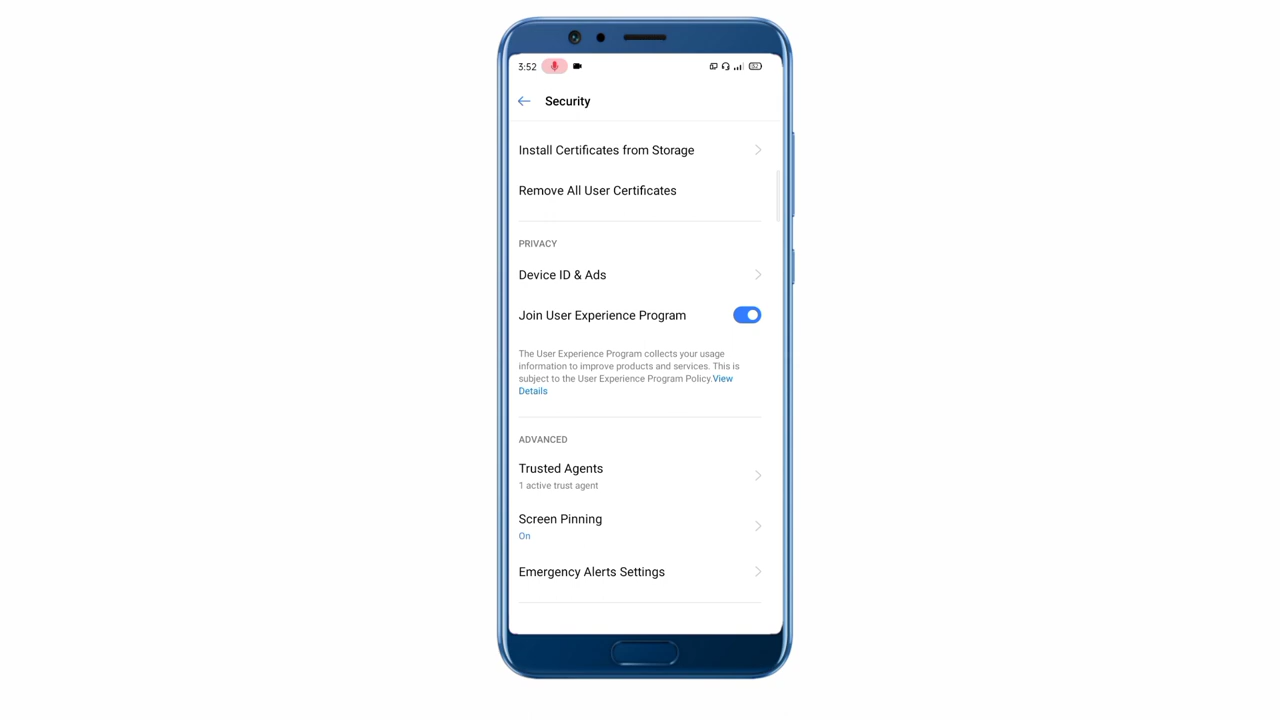 3:52
Security
Install Certificates from Storage
Remove All User Certificates
PRIVACY
Device ID & Ads
Join User Experience Program
The User Experience Program collects your usage
information to improve products and services. This is
subject to the User Experience Program Policy.View
Details
ADVANCED
Trusted Agents
1 active trust agent
Screen Pinning
On
Emergency Alerts Settings